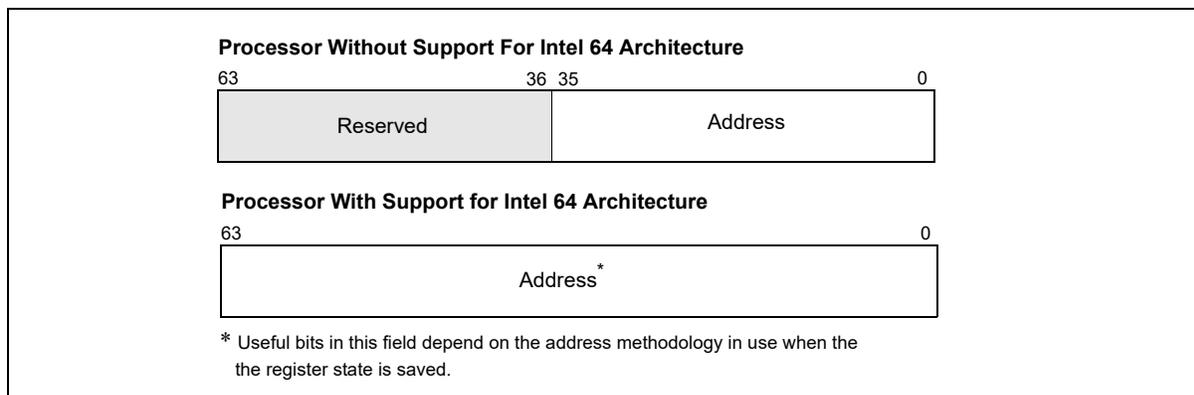 Processor Without Support For Intel 64 Architecture
63 36 35 0
Reserved Address
Processor With Support for Intel 64 Architecture
63 0
Address*
* Useful bits in this field depend on the address methodology in use when the
the register state is saved.